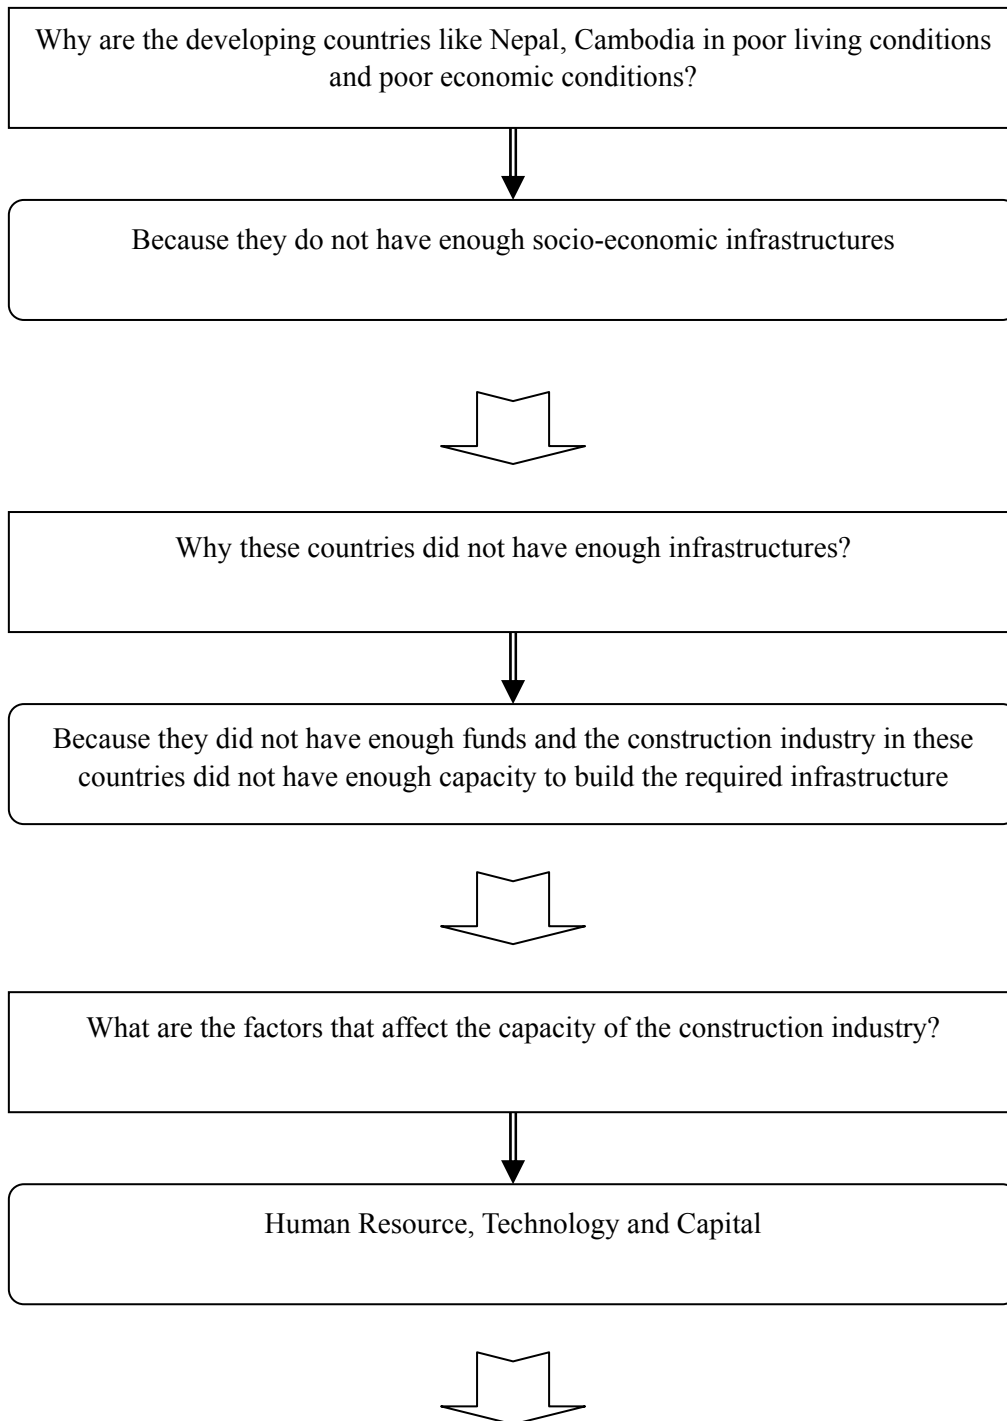 Why are the developing countries like Nepal, Cambodia in poor living conditions
and poor economic conditions?
Because they do not have enough socio-economic infrastructures
Why these countries did not have enough infrastructures?
Because they did not have enough funds and the construction industry in these
countries did not have enough capacity to build the required infrastructure
What are the factors that affect the capacity of the construction industry?
Human Resource, Technology and Capital